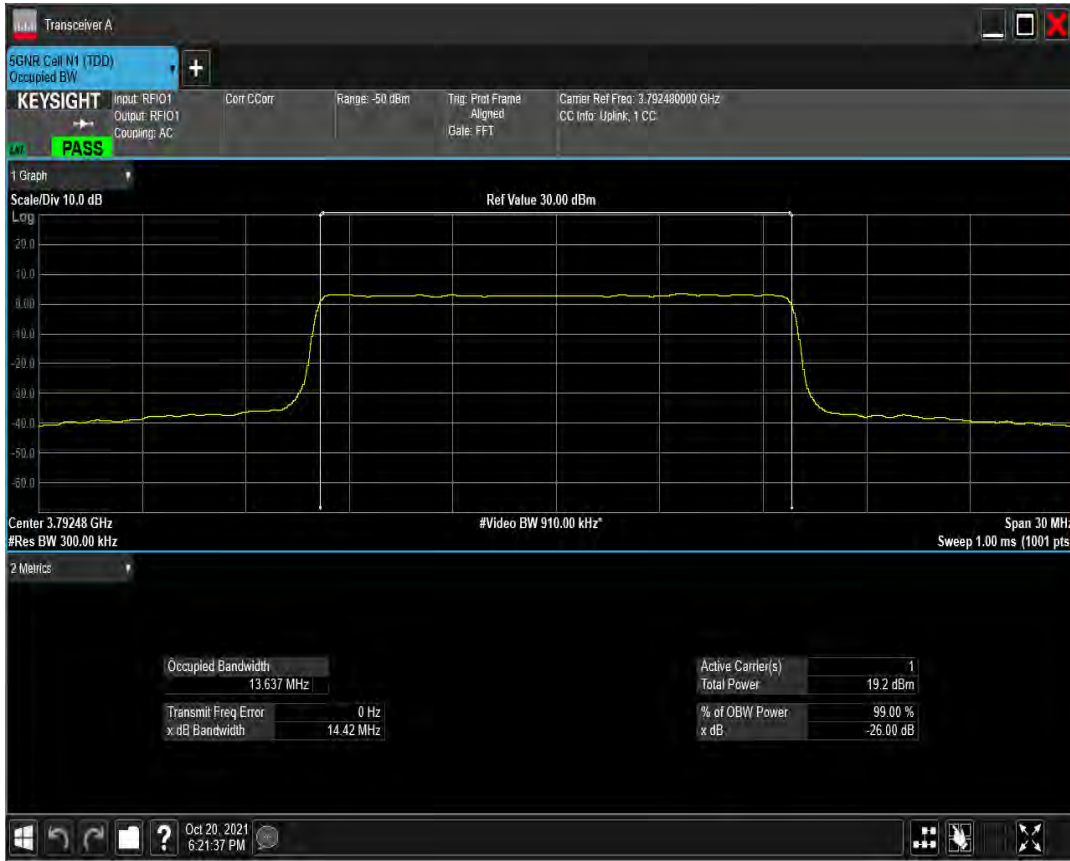 Transceiver A
5GNR Cell N1 (TDD)
Occupied BW
KEYSIGHT
Input: RFIO1
Output: RFIO1
Coupling: AC
Corr CCorr
Range: -50 dBm
Trig: Prot Frame
Aligned
Gate: FFT
Carrier Ref Freq: 3.792480000 GHz
CC Info: Uplink, 1 CC
PASS
1 Graph
Scale/Div 10.0 dB
Ref Value 30.00 dBm
Log
20.0
10.0
0.00
-10.0
-20.0
-30.0
-40.0
-50.0
-60.0
Center 3.79248 GHz
#Video BW 910.00 kHz*
Span 30 MHz
#Res BW 300.00 kHz
Sweep 1.00 ms (1001 pts
2 Metrics
Occupied Bandwidth
13.637 MHz
Transmit Freq Error 0 Hz
x dB Bandwidth 14.42 MHz
Active Carrier(s) 1
Total Power 19.2 dBm
% of OBW Power 99.00 %
x dB -26.00 dB
?
Oct 20, 2021
6:21:37 PM